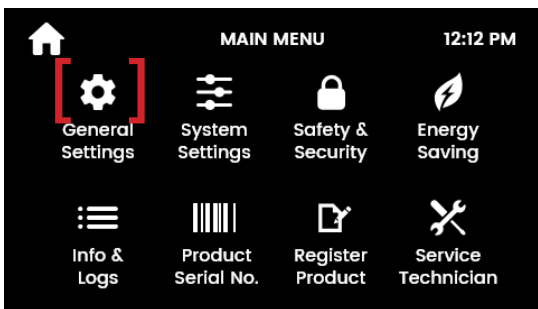 MAIN MENU 12:12 PM
General Settings
System Settings
Safety & Security
Energy Saving
Info & Logs
Product Serial No.
Register Product
Service Technician